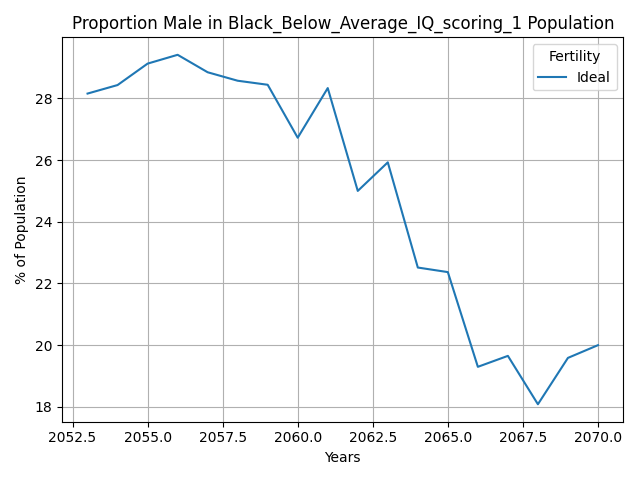 Proportion Male in Black_Below_Average_IQ_scoring_1 Population
Fertility
Ideal
% of Population
28
26
24
22
20
18
2052.5 2055.0 2057.5 2060.0 2062.5 2065.0 2067.5 2070.0
Years